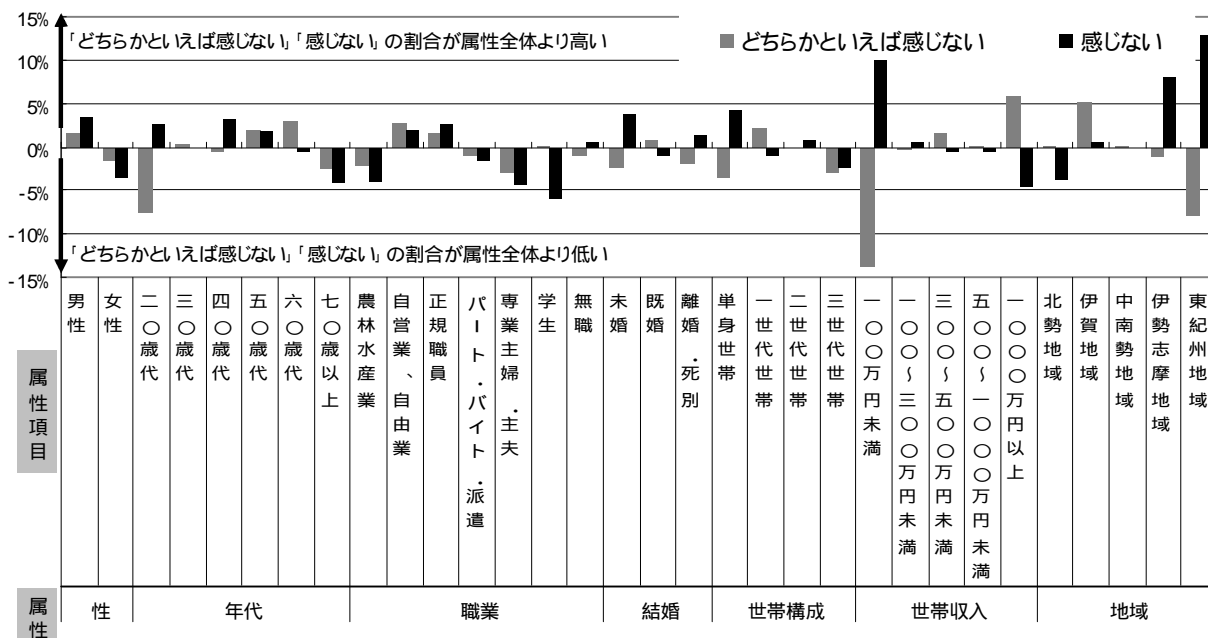 15%
「どちらかといえば感じない」「感じない」の割合が属性全体より高い
どちらかといえば感じない
感じない
10%
5%
0%
-5%
-10%
「どちらかといえば感じない」「感じない」の割合が属性全体より低い
-15%
属性項目
男性
女性
二〇歳代
三〇歳代
四〇歳代
五〇歳代
六〇歳代
七〇歳以上
農林水産業
自営業、自由業
正規職員
パート・バイト・派遣
専業主婦・主夫
学生
無職
未婚
既婚
離婚・死別
単身世帯
一世代世帯
二世代世帯
三世代世帯
一〇〇万円未満
一〇〇～三〇〇万円未満
三〇〇～五〇〇万円未満
五〇〇～一〇〇〇万円未満
一〇〇〇万円以上
北勢地域
伊賀地域
中南勢地域
伊勢志摩地域
東紀州地域
属性
性
年代
職業
結婚
世帯構成
世帯収入
地域